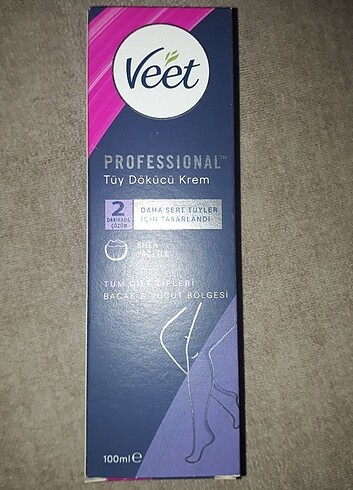 Veet
PROFESSIONAL™
Tüy Dökücü Krem
2
DAKİKADA
ÇÖZÜM
DAHA SERT TÜYLER
İÇİN TASARLANDI
SHEA
YAĞI İLE
TÜM CİLT TİPLERİ
BACAK & VÜCUT BÖLGESİ
100ml e